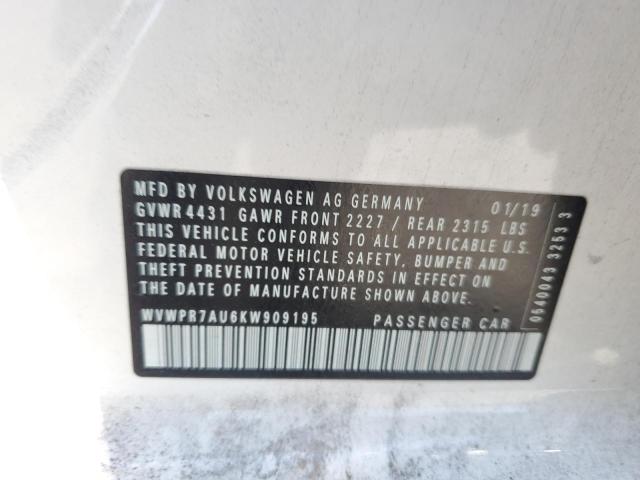 MFD BY VOLKSWAGEN AG GERMANY 01/19
GVWR 4431 GAWR FRONT 2227 / REAR 2315 LBS
THIS VEHICLE CONFORMS TO ALL APPLICABLE U.S.
FEDERAL MOTOR VEHICLE SAFETY, BUMPER AND
THEFT PREVENTION STANDARDS IN EFFECT ON
THE DATE OF MANUFACTURE SHOWN ABOVE.
WVWPR7AU6KW909195 PASSENGER CAR
0540043 3253 3